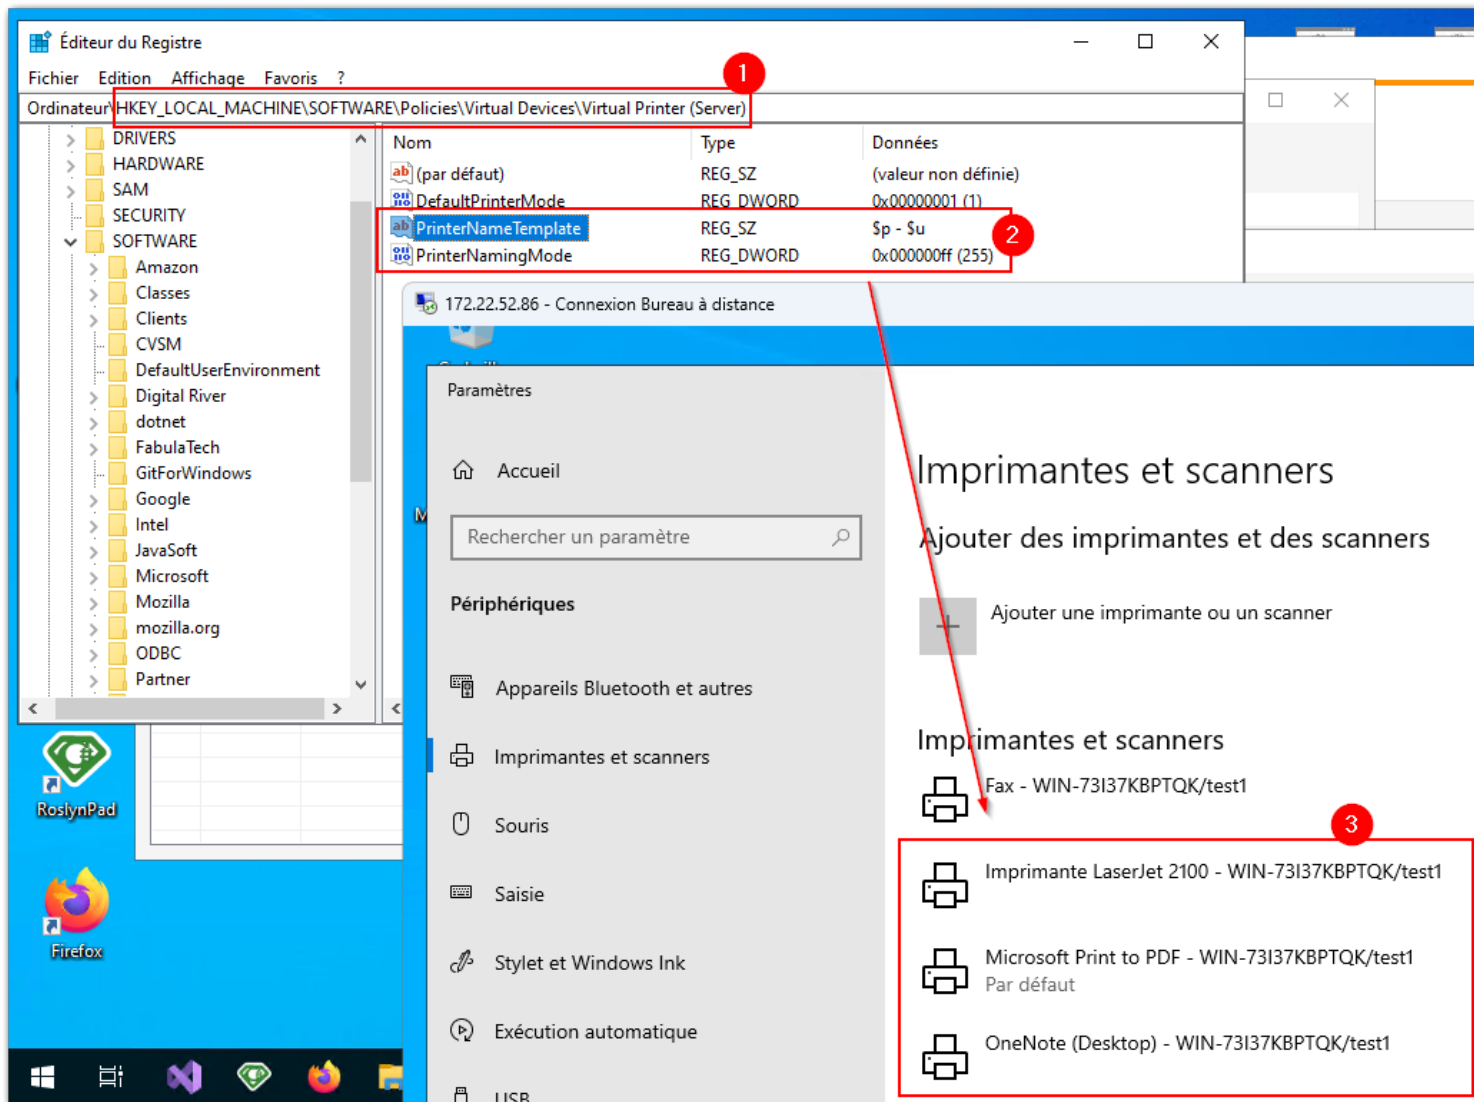 Éditeur du Registre
Fichier Edition Affichage Favoris ?
1
Ordinateur\HKEY_LOCAL_MACHINE\SOFTWARE\Policies\Virtual Devices\Virtual Printer (Server)
DRIVERS
HARDWARE
SAM
SECURITY
SOFTWARE
Amazon
Classes
Clients
CVSM
DefaultUserEnvironment
Digital River
dotnet
FabulaTech
GitForWindows
Google
Intel
JavaSoft
Microsoft
Mozilla
mozilla.org
ODBC
Partner
Nom Type Données
(par défaut) REG_SZ (valeur non définie)
DefaultPrinterMode REG_DWORD 0x00000001 (1)
PrinterNameTemplate REG_SZ $p - $u
PrinterNamingMode REG_DWORD 0x000000ff (255)
2
172.22.52.86 - Connexion Bureau à distance
Paramètres
Accueil
Rechercher un paramètre
Périphériques
Appareils Bluetooth et autres
Imprimantes et scanners
Souris
Saisie
Stylet et Windows Ink
Exécution automatique
USB
Imprimantes et scanners
Ajouter des imprimantes et des scanners
Ajouter une imprimante ou un scanner
Imprimantes et scanners
Fax - WIN-73I37KBPTQK/test1
3
Imprimante LaserJet 2100 - WIN-73I37KBPTQK/test1
Microsoft Print to PDF - WIN-73I37KBPTQK/test1
Par défaut
OneNote (Desktop) - WIN-73I37KBPTQK/test1
RoslynPad
Firefox